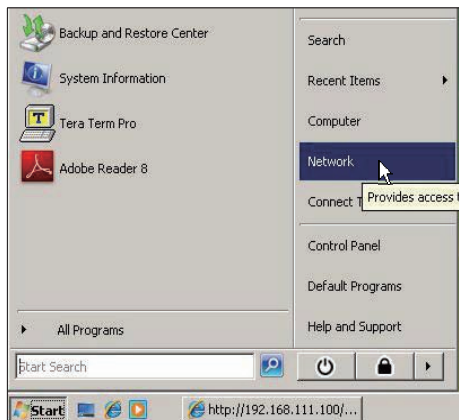 Backup and Restore Center
System Information
Tera Term Pro
Adobe Reader 8
All Programs
Start Search
Search
Recent Items
Computer
Network
Connect T
Provides access t
Control Panel
Default Programs
Help and Support
Start
http://192.168.111.100/...